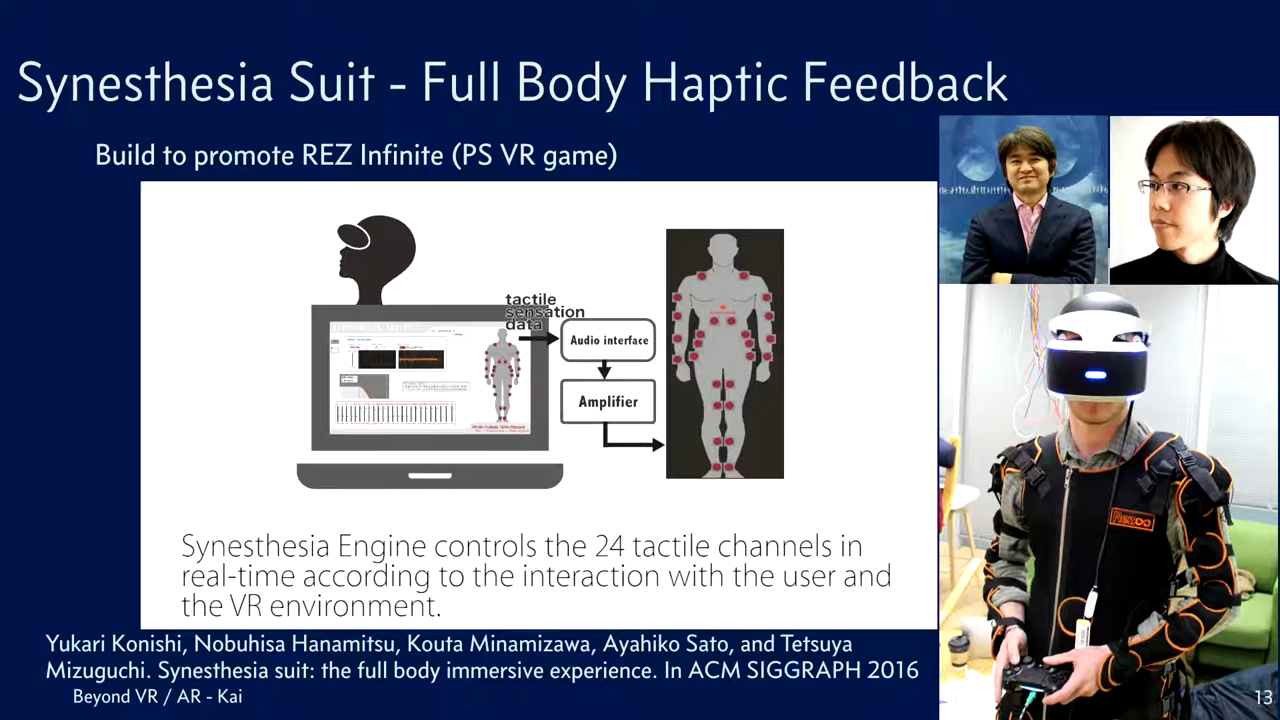 Synesthesia Suit - Full Body Haptic Feedback
Build to promote REZ Infinite (PS VR game)
tactile
sensation
data
Audio interface
Amplifier
Synesthesia Engine controls the 24 tactile channels in
real-time according to the interaction with the user and
the VR environment.
Yukari Konishi, Nobuhisa Hanamitsu, Kouta Minamizawa, Ayahiko Sato, and Tetsuya
Mizuguchi. Synesthesia suit: the full body immersive experience. In ACM SIGGRAPH 2016
Beyond VR / AR - Kai
13